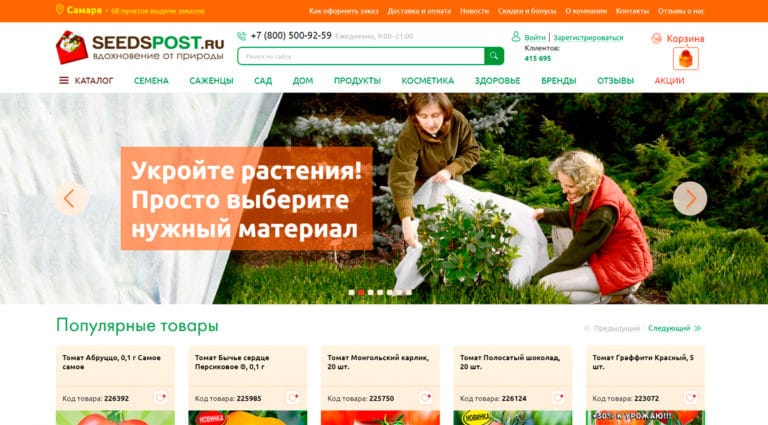 Самара • 68 пунктов выдачи заказов
Как оформить заказ Доставка и оплата Новости Скидки и бонусы О компании Контакты Отзывы о нас
SEEDSPOST.RU
вдохновение от природы
+7 (800) 500-92-59 Ежедневно, 9:00–21:00
Поиск по сайту
Войти | Зарегистрироваться
Клиентов:
415 695
Корзина
КАТАЛОГ СЕМЕНА САЖЕНЦЫ САД ДОМ ПРОДУКТЫ КОСМЕТИКА ЗДОРОВЬЕ БРЕНДЫ ОТЗЫВЫ АКЦИИ
Укройте растения!
Просто выберите
нужный материал
Популярные товары
« Предыдущий Следующий »
Томат Абруццо, 0,1 г Самое
самое
Код товара: 226392
Томат Бычье сердце
Персиковое ®, 0,1 г
Код товара: 225985
Томат Монгольский карлик,
20 шт.
Код товара: 225750
Томат Полосатый шоколад,
20 шт.
Код товара: 226124
Томат Граффити Красный, 5
шт.
Код товара: 223072
НОВИНКА
НОВИНКА
+30% К УРОЖАЮ!!!